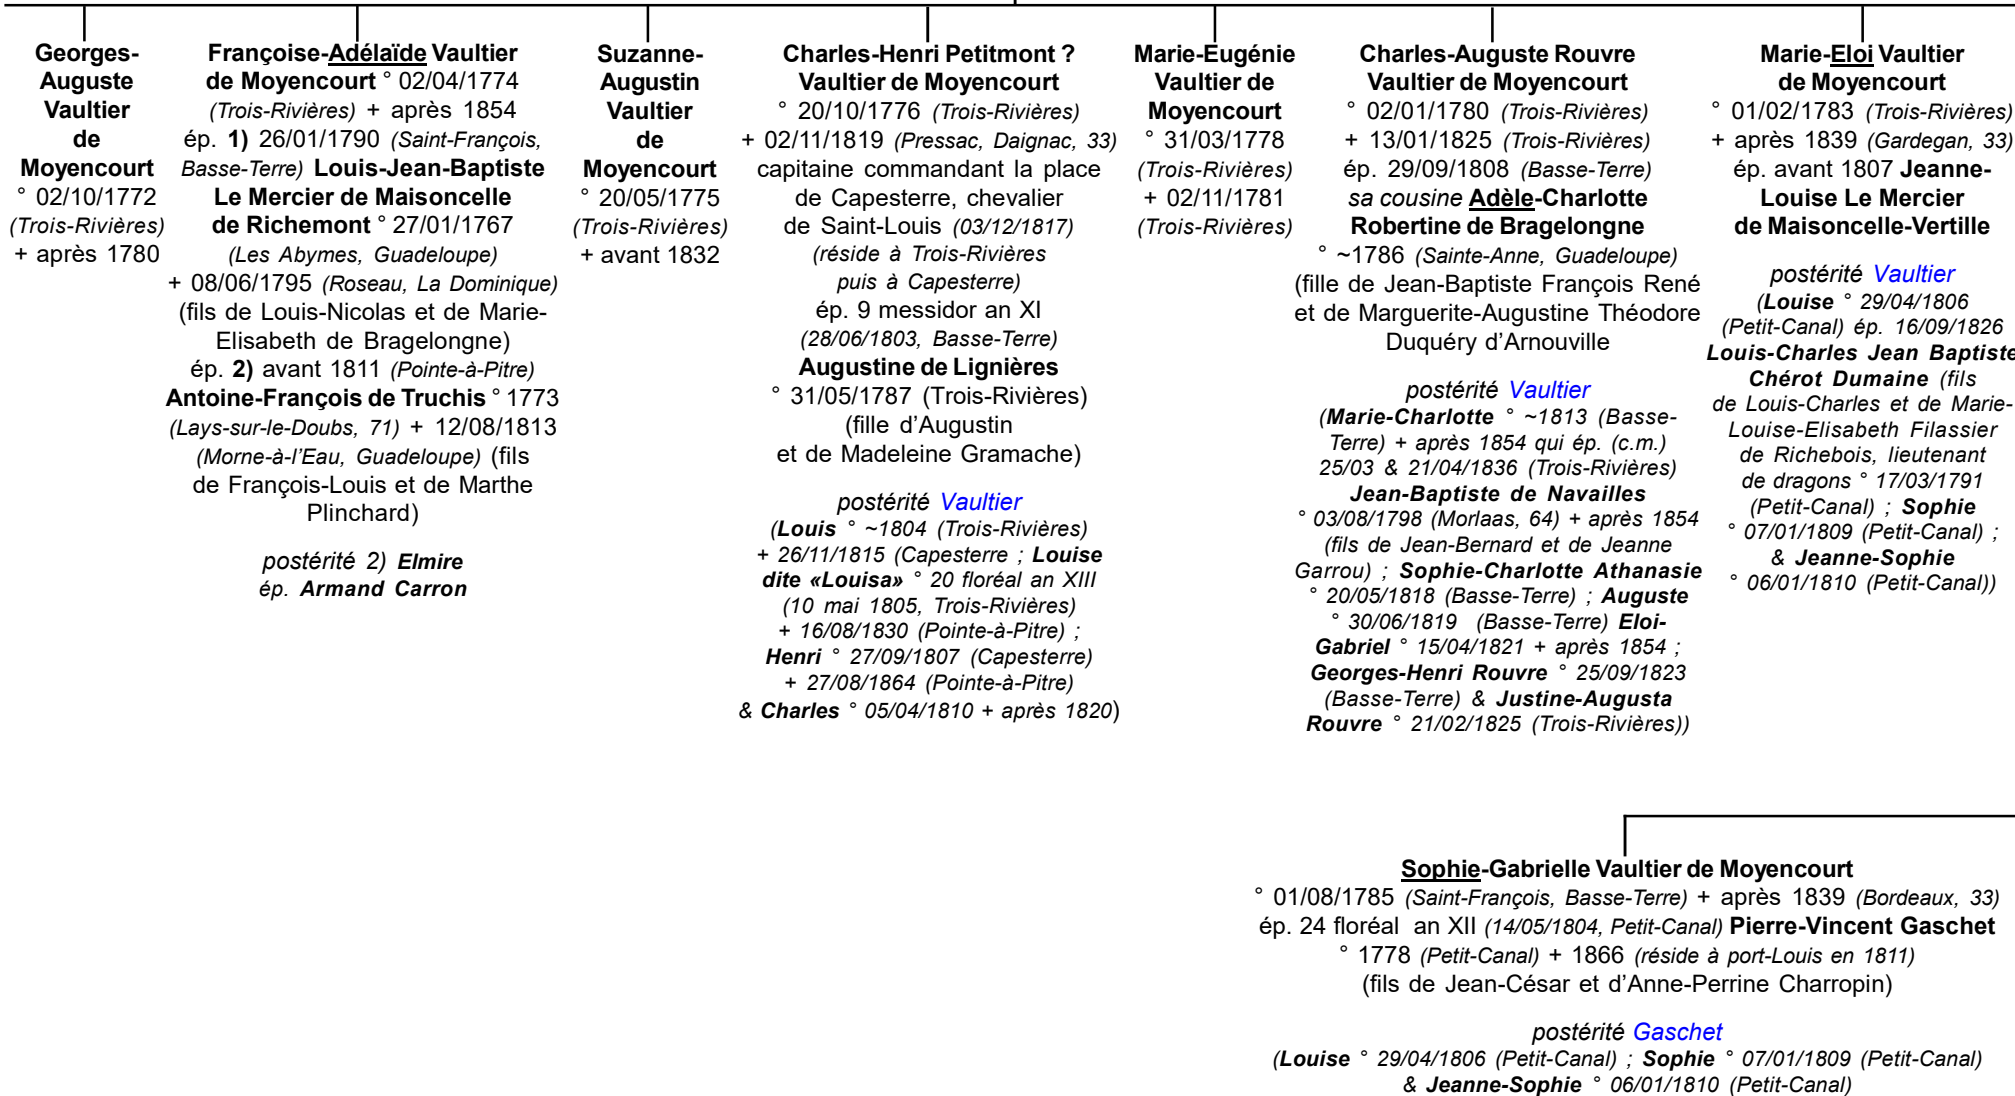 Georges-
Auguste
Vaultier
de
Moyencourt
° 02/10/1772
(Trois-Rivières)
+ après 1780
Françoise-Adélaïde Vaultier
de Moyencourt ° 02/04/1774
(Trois-Rivières) + après 1854
ép. 1) 26/01/1790 (Saint-François,
Basse-Terre) Louis-Jean-Baptiste
Le Mercier de Maisoncelle
de Richemont ° 27/01/1767
(Les Abymes, Guadeloupe)
+ 08/06/1795 (Roseau, La Dominique)
(fils de Louis-Nicolas et de Marie-
Elisabeth de Bragelongne)
ép. 2) avant 1811 (Pointe-à-Pitre)
Antoine-François de Truchis ° 1773
(Lays-sur-le-Doubs, 71) + 12/08/1813
(Morne-à-l'Eau, Guadeloupe) (fils
de François-Louis et de Marthe
Plinchard)
postérité 2) Elmire
ép. Armand Carron
Suzanne-
Augustin
Vaultier
de
Moyencourt
° 20/05/1775
(Trois-Rivières)
+ avant 1832
Charles-Henri Petitmont ?
Vaultier de Moyencourt
° 20/10/1776 (Trois-Rivières)
+ 02/11/1819 (Pressac, Daignac, 33)
capitaine commandant la place
de Capesterre, chevalier
de Saint-Louis (03/12/1817)
(réside à Trois-Rivières
puis à Capesterre)
ép. 9 messidor an XI
(28/06/1803, Basse-Terre)
Augustine de Lignières
° 31/05/1787 (Trois-Rivières)
(fille d'Augustin
et de Madeleine Gramache)
postérité Vaultier
(Louis ° ~1804 (Trois-Rivières)
+ 26/11/1815 (Capesterre ; Louise
dite «Louisa» ° 20 floréal an XIII
(10 mai 1805, Trois-Rivières)
+ 16/08/1830 (Pointe-à-Pitre) ;
Henri ° 27/09/1807 (Capesterre)
+ 27/08/1864 (Pointe-à-Pitre)
& Charles ° 05/04/1810 + après 1820)
Marie-Eugénie
Vaultier de
Moyencourt
° 31/03/1778
(Trois-Rivières)
+ 02/11/1781
(Trois-Rivières)
Charles-Auguste Rouvre
Vaultier de Moyencourt
° 02/01/1780 (Trois-Rivières)
+ 13/01/1825 (Trois-Rivières)
ép. 29/09/1808 (Basse-Terre)
sa cousine Adèle-Charlotte
Robertine de Bragelongne
° ~1786 (Sainte-Anne, Guadeloupe)
(fille de Jean-Baptiste François René
et de Marguerite-Augustine Théodore
Duquéry d'Arnouville
postérité Vaultier
(Marie-Charlotte ° ~1813 (Basse-
Terre) + après 1854 qui ép. (c.m.)
25/03 & 21/04/1836 (Trois-Rivières)
Jean-Baptiste de Navailles
° 03/08/1798 (Morlaas, 64) + après 1854
(fils de Jean-Bernard et de Jeanne
Garrou) ; Sophie-Charlotte Athanasie
° 20/05/1818 (Basse-Terre) ; Auguste
° 30/06/1819 (Basse-Terre) Eloi-
Gabriel ° 15/04/1821 + après 1854 ;
Georges-Henri Rouvre ° 25/09/1823
(Basse-Terre) & Justine-Augusta
Rouvre ° 21/02/1825 (Trois-Rivières))
Marie-Eloi Vaultier
de Moyencourt
° 01/02/1783 (Trois-Rivières)
+ après 1839 (Gardegan, 33)
ép. avant 1807 Jeanne-
Louise Le Mercier
de Maisoncelle-Vertille
postérité Vaultier
(Louise ° 29/04/1806
(Petit-Canal) ép. 16/09/1826
Louis-Charles Jean Baptiste
Chérot Dumaine (fils
de Louis-Charles et de Marie-
Louise-Elisabeth Filassier
de Richebois, lieutenant
de dragons ° 17/03/1791
(Petit-Canal) ; Sophie
° 07/01/1809 (Petit-Canal) ;
& Jeanne-Sophie
° 06/01/1810 (Petit-Canal))
Sophie-Gabrielle Vaultier de Moyencourt
° 01/08/1785 (Saint-François, Basse-Terre) + après 1839 (Bordeaux, 33)
ép. 24 floréal an XII (14/05/1804, Petit-Canal) Pierre-Vincent Gaschet
° 1778 (Petit-Canal) + 1866 (réside à port-Louis en 1811)
(fils de Jean-César et d'Anne-Perrine Charropin)
postérité Gaschet
(Louise ° 29/04/1806 (Petit-Canal) ; Sophie ° 07/01/1809 (Petit-Canal)
& Jeanne-Sophie ° 06/01/1810 (Petit-Canal)